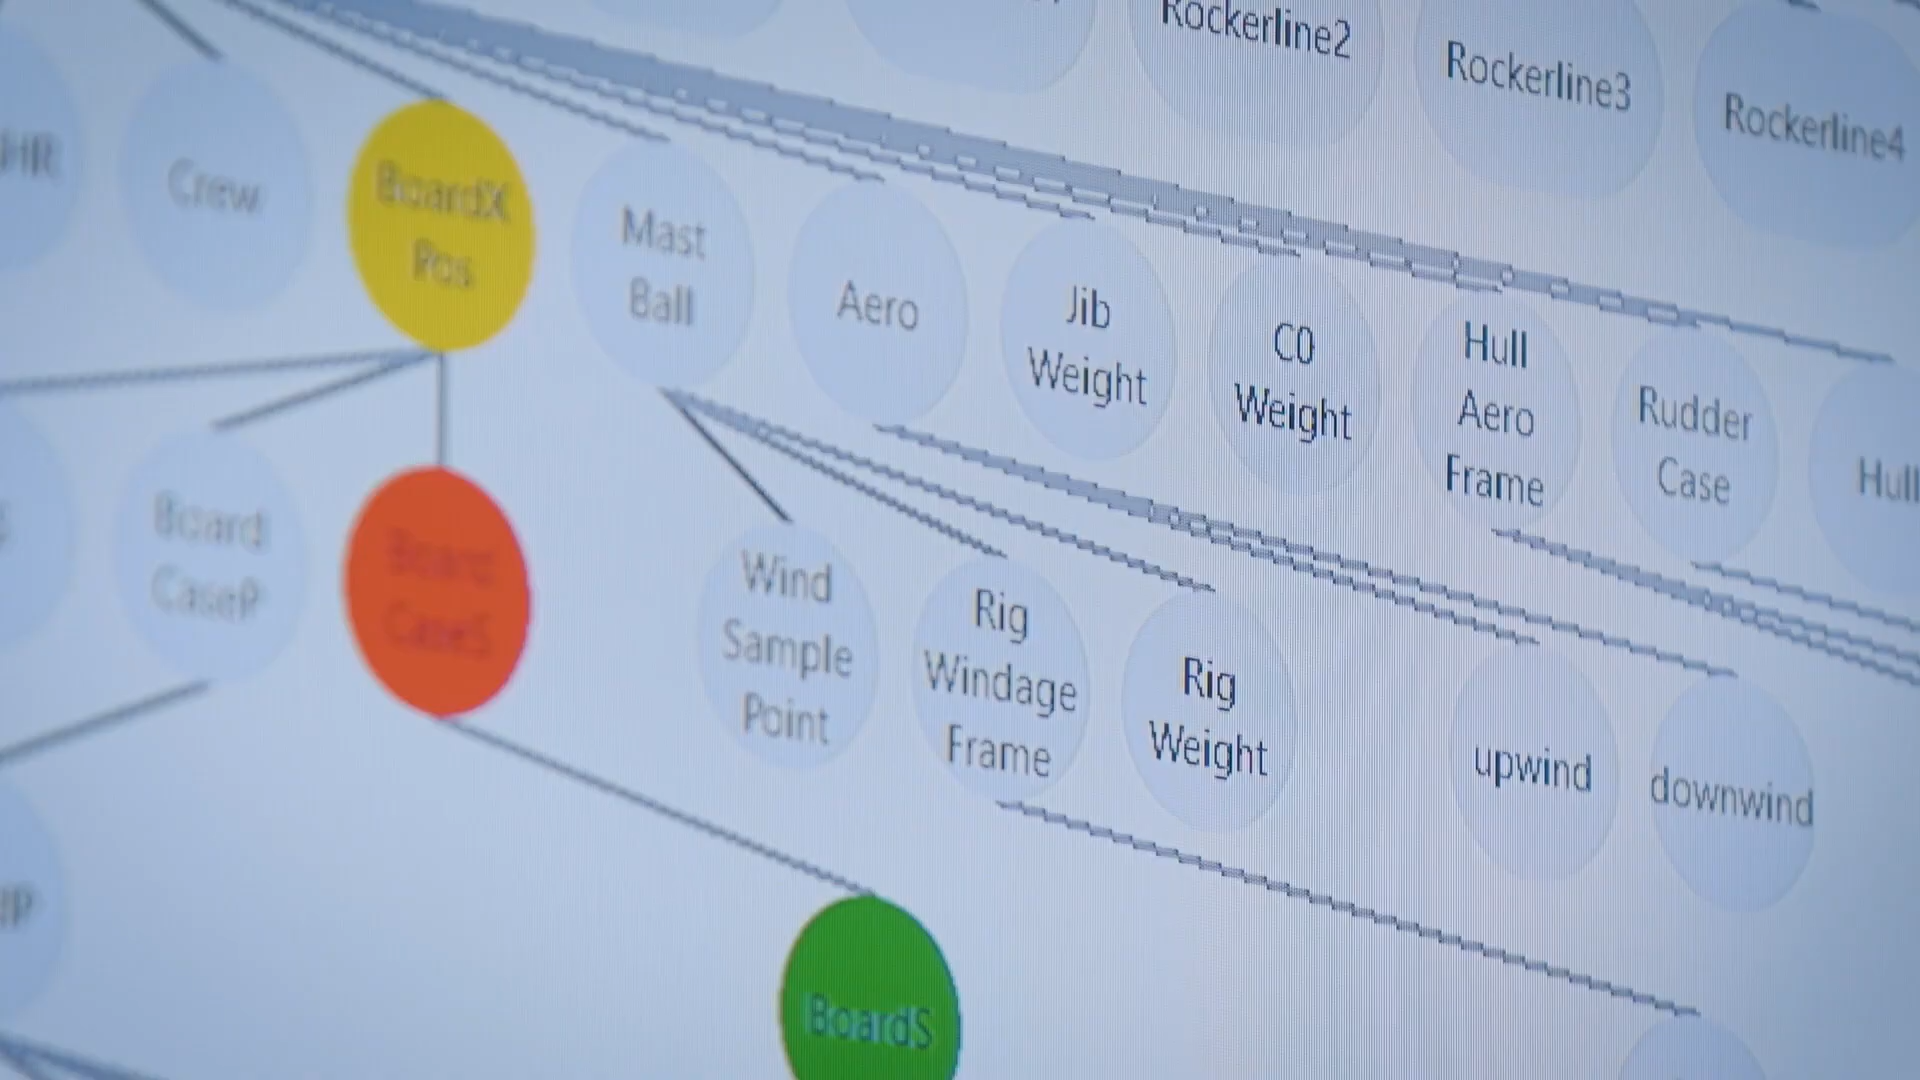 Rockerline2
Rockerline3
Rockerline4
HR
Crew
BoardX
Pos
Mast
Ball
Aero
Jib
Weight
C0
Weight
Hull
Aero
Frame
Rudder
Case
Hull
Board
CaseP
Board
CaseS
Wind
Sample
Point
Rig
Windage
Frame
Rig
Weight
upwind
downwind
BoardS